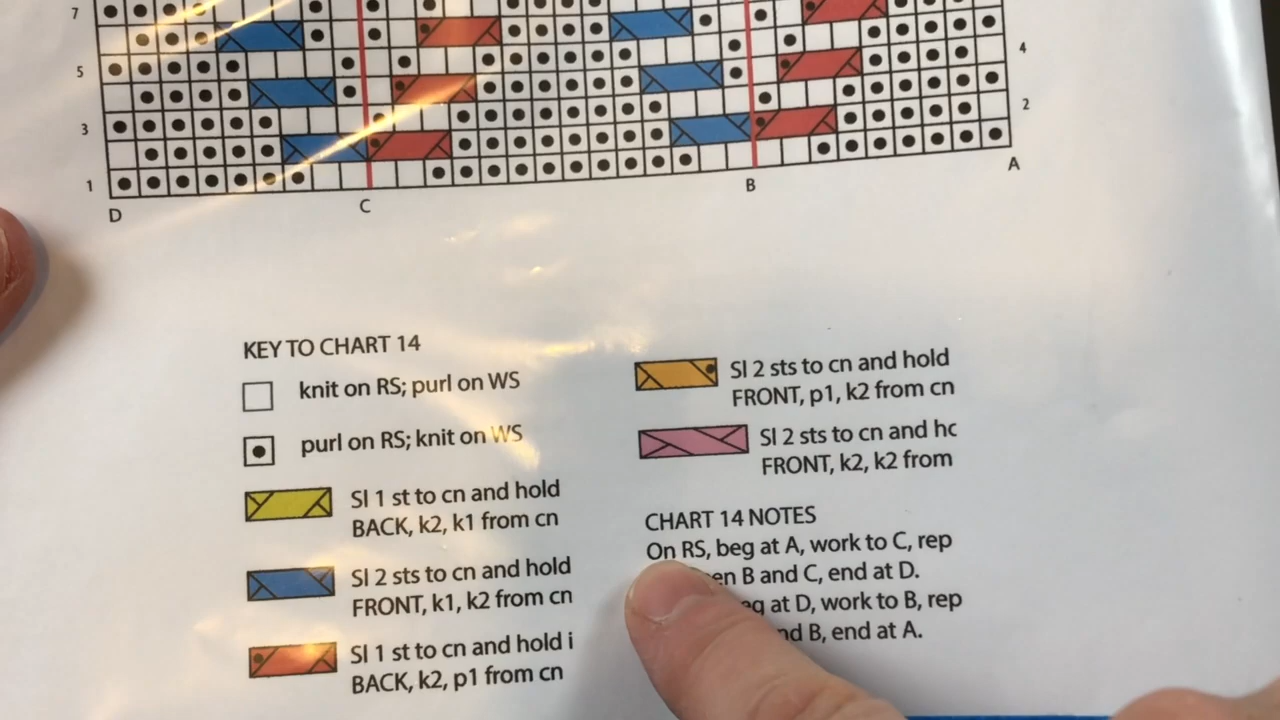 7
5
4
3
2
1
D
C
B
A
KEY TO CHART 14
knit on RS; purl on WS
purl on RS; knit on WS
Sl 1 st to cn and hold
BACK, k2, k1 from cn
Sl 2 sts to cn and hold
FRONT, k1, k2 from cn
Sl 1 st to cn and hold i
BACK, k2, p1 from cn
Sl 2 sts to cn and hold
FRONT, p1, k2 from cn
Sl 2 sts to cn and
FRONT, k2, k2 from
CHART 14 NOTES
On RS, beg at A, work to C, rep
B and C, end at D.
at D, work to B, rep
B, end at A.